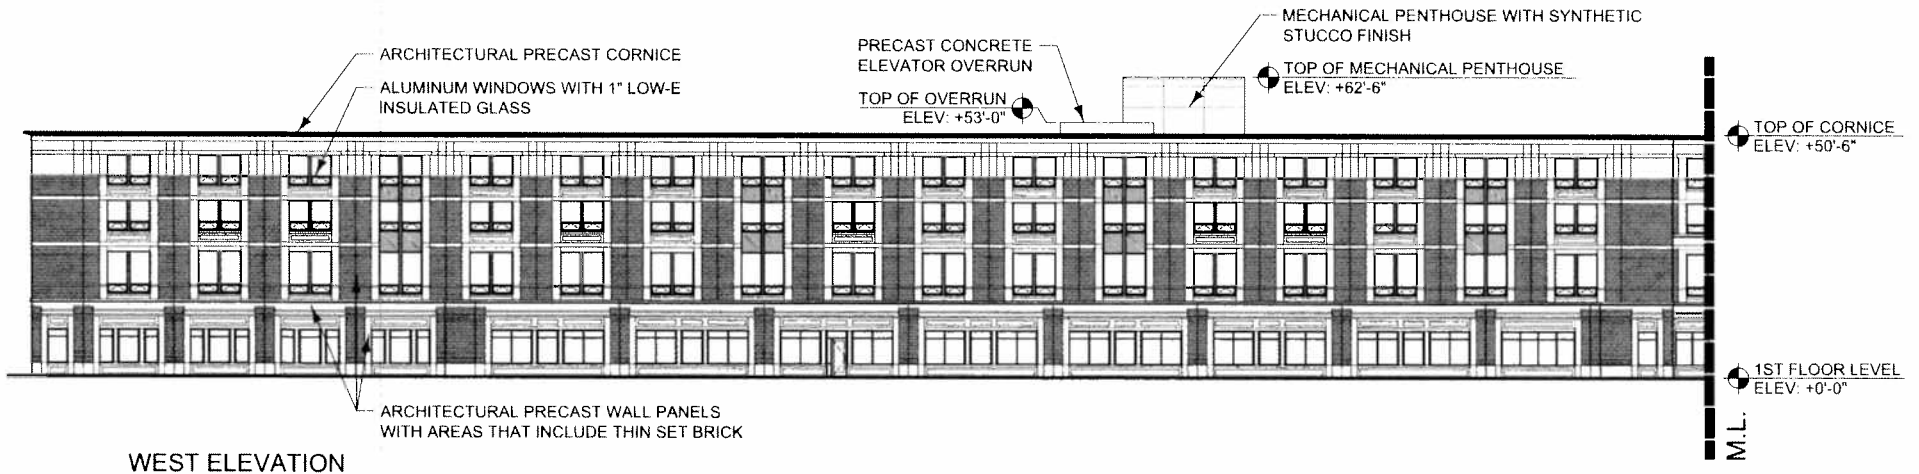 MECHANICAL PENTHOUSE WITH SYNTHETIC
STUCCO FINISH
PRECAST CONCRETE
ELEVATOR OVERRUN
ARCHITECTURAL PRECAST CORNICE
TOP OF MECHANICAL PENTHOUSE
ELEV: +62'-6"
ALUMINUM WINDOWS WITH 1" LOW-E
INSULATED GLASS
TOP OF OVERRUN
ELEV: +53'-0"
TOP OF CORNICE
ELEV: +50'-6"
1ST FLOOR LEVEL
ELEV: +0'-0"
ARCHITECTURAL PRECAST WALL PANELS
WITH AREAS THAT INCLUDE THIN SET BRICK
M.L.
WEST ELEVATION